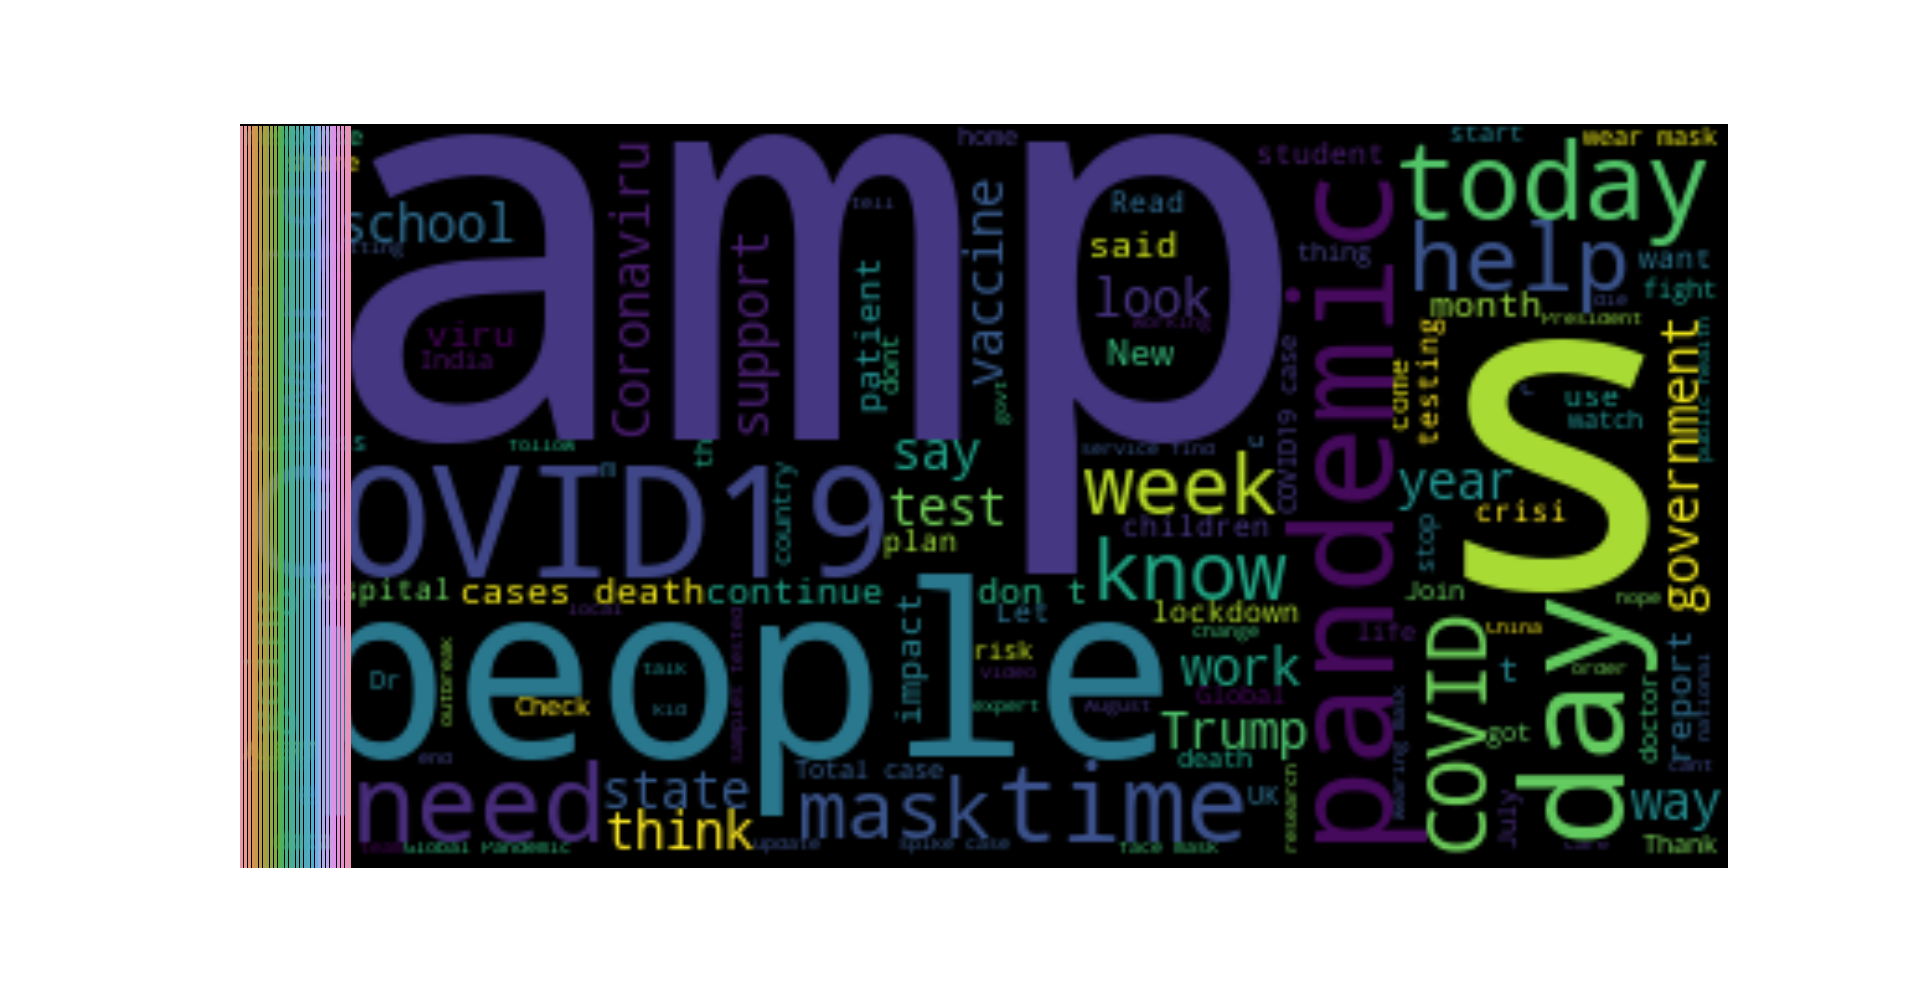 amp
home
student
start
wear mask
today
school
Coronaviru
support
tell
patient
dont
vaccine
govt
Read
said
look
working
New
thing
help
want
fight
die
month
President
viru
India
pandemic
COVID19 case
come
testing
s
use
watch
government
public health
follow
th
say
service find
u
week
year
crisi
COVID19
m
country
test
plan
children
know
stop
cases death
continue
don t
Let
lockdown
change
Join
hope
local
people
Dr
outbreak
talk
kid
Check
samples tested
impact
risk
video
expert
August
work
Global
Trump
death
life
China
COVID
t
order
got
day
doctor
report
national
cant
end
need
state
think
Total case
mask
time
UK
research
wearing mask
July
way
Global Pandemic
update
spike case
face mask
Thank